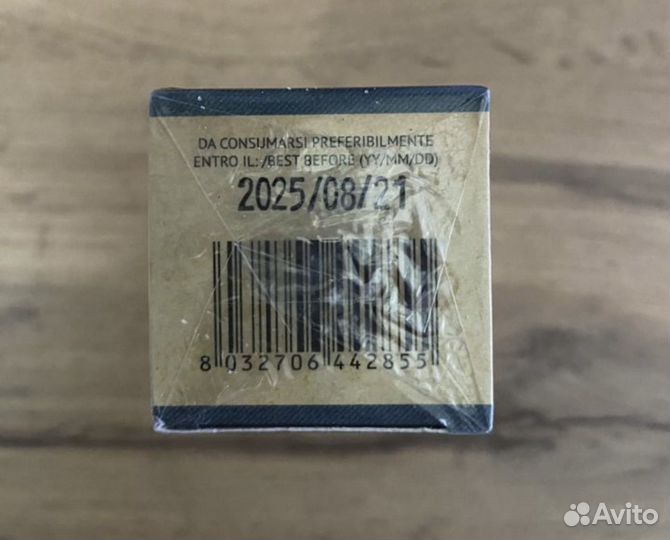 DA CONSUMARSI PREFERIBILMENTE
ENTRO IL:/BEST BEFORE (YY/MM/DD)
2025/08/21
8 032706 442855
Avito